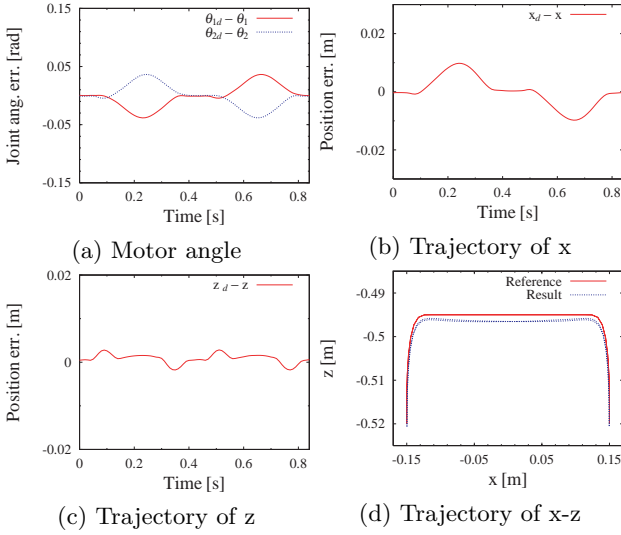 0.15
θ1d − θ1
θ2d − θ2
0.05
-0.05
-0.15
Joint ang. err. [rad]
0 0.2 0.4 0.6 0.8
Time [s]
(a) Motor angle
0.02
xd − x
0
-0.02
Position err. [m]
0 0.2 0.4 0.6 0.8
Time [s]
(b) Trajectory of x
0.02
z d − z
0
-0.02
Position err. [m]
0 0.2 0.4 0.6 0.8
Time [s]
(c) Trajectory of z
-0.49
Reference
Result
-0.5
-0.51
-0.52
z [m]
-0.15 -0.05 0.05 0.15
x [m]
(d) Trajectory of x-z